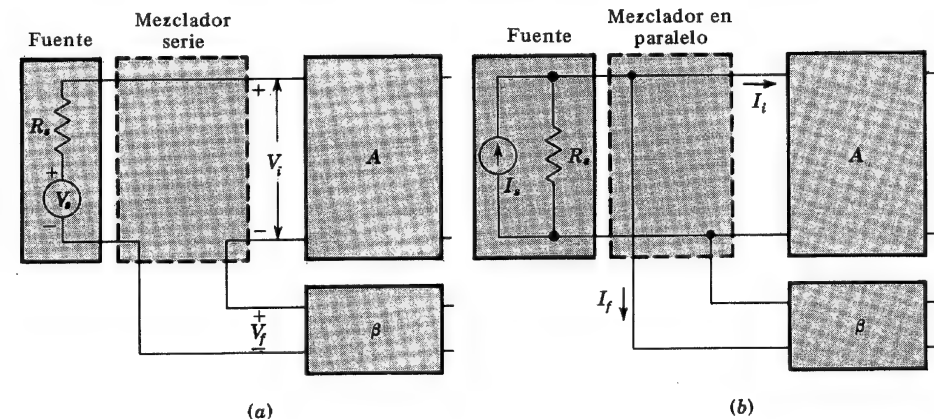 Mezclador
serie
Fuente
R_s
+
V_s
−
+
V_i
−
A
+
V_f
−
β
(a)
Mezclador en
paralelo
Fuente
I_s
R_s
I_i
A
I_f
β
(b)